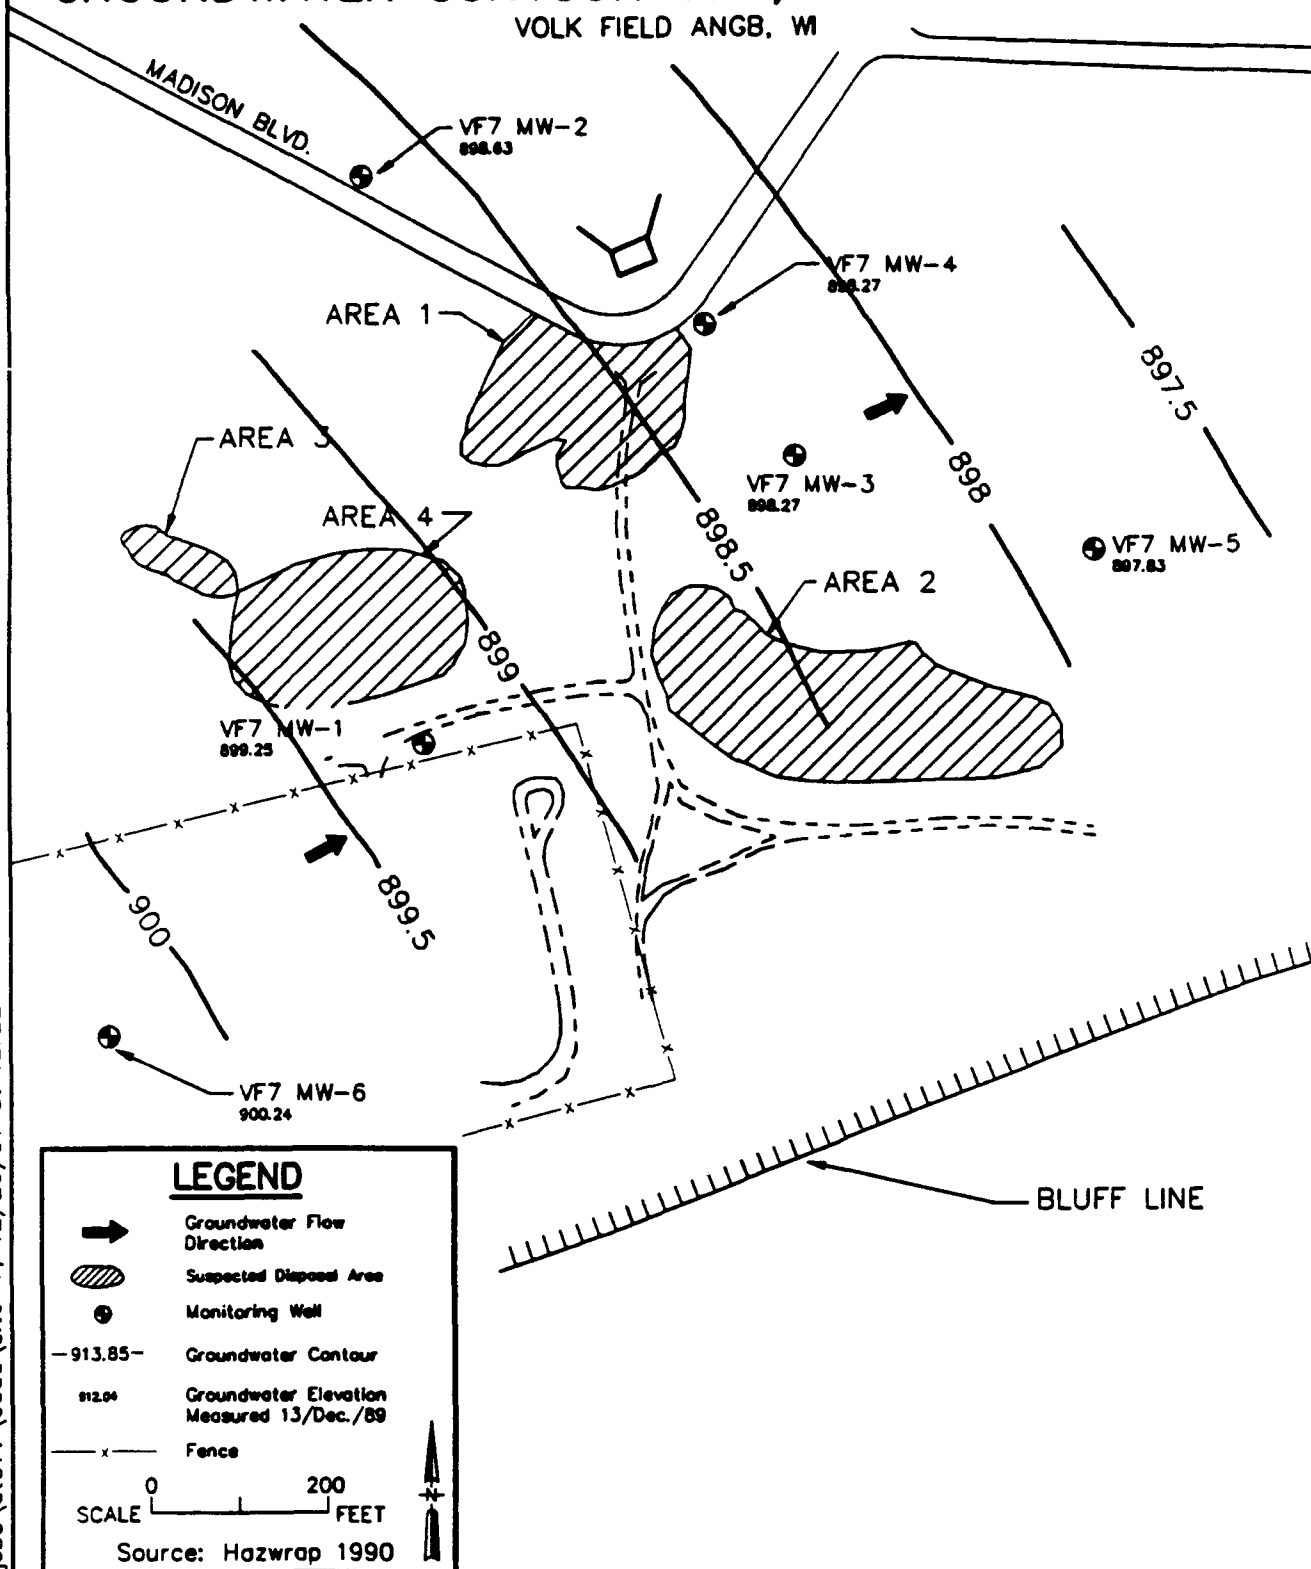 VOLK FIELD ANGB, WI
MADISON BLVD.
VF7 MW-2
898.63
VF7 MW-4
898.27
AREA 1
897.5
AREA 3
898
VF7 MW-3
898.27
AREA 4
898.5
VF7 MW-5
897.83
AREA 2
899
VF7 MW-1
899.25
899.5
900
VF7 MW-6
900.24
BLUFF LINE
LEGEND
Groundwater Flow
Direction
Suspected Disposal Area
Monitoring Well
-913.85-
Groundwater Contour
912.04
Groundwater Elevation
Measured 13/Dec./89
x
Fence
0 200
SCALE FEET
N
Source: Hazwrap 1990